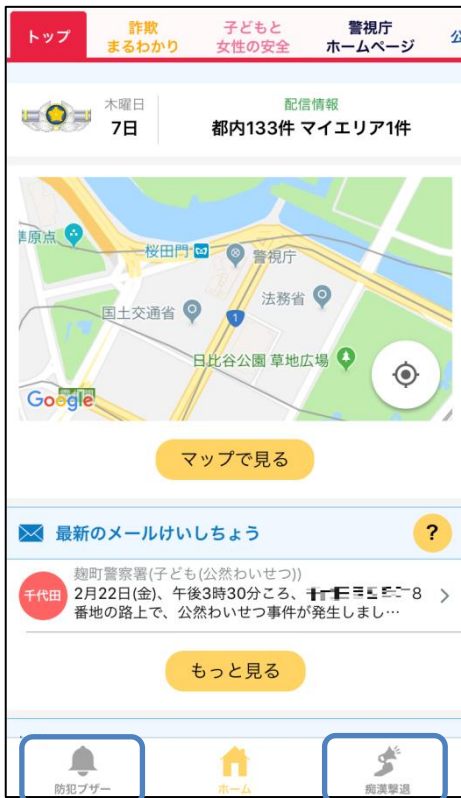 トップ
詐欺
まるわかり
子どもと
女性の安全
警視庁
ホームページ
木曜日
7日
配信情報
都内133件 マイエリア1件
準原点
桜田門
警視庁
国土交通省
法務省
1
日比谷公園 草地広場
Google
マップで見る
最新のメールけいしちょう
?
千代田
麹町警察署(子ども(公然わいせつ))
2月22日(金)、午後3時30分ころ、 8
番地の路上で、公然わいせつ事件が発生しまし…
もっと見る
防犯ブザー
ホーム
痴漢撃退